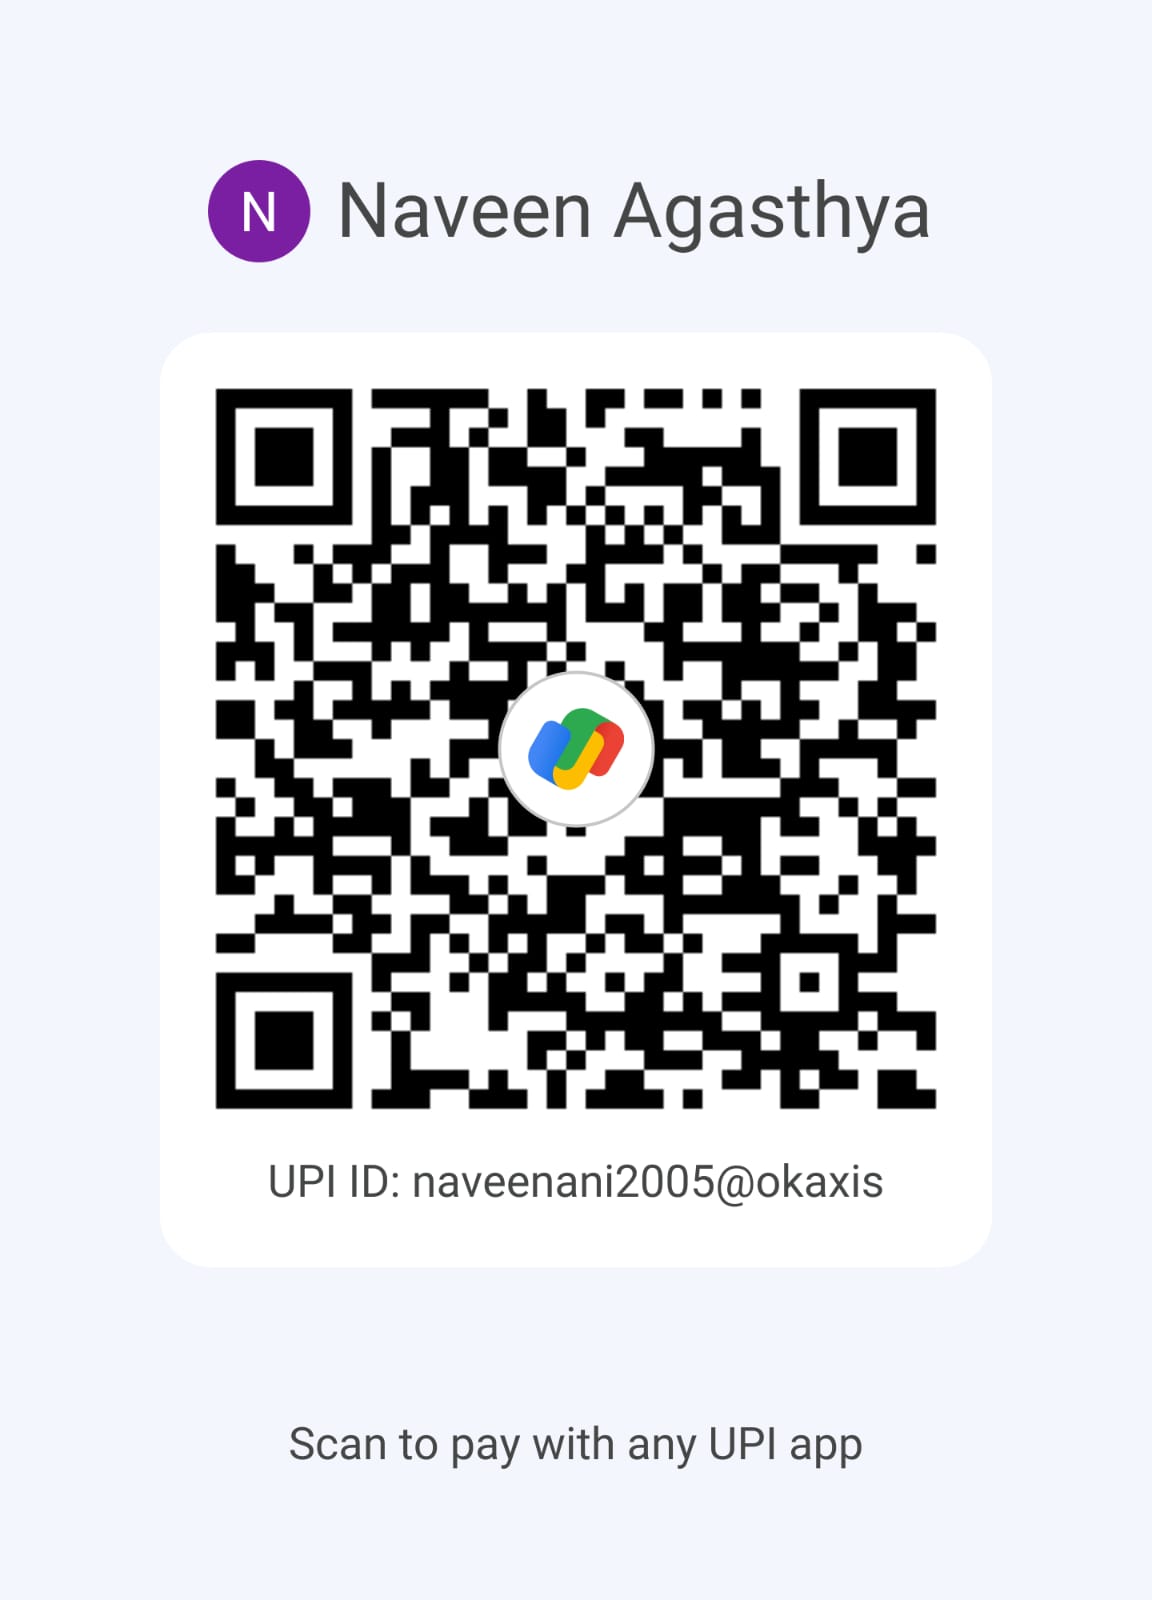 N
Naveen Agasthya
UPI ID: naveenani2005@okaxis
Scan to pay with any UPI app